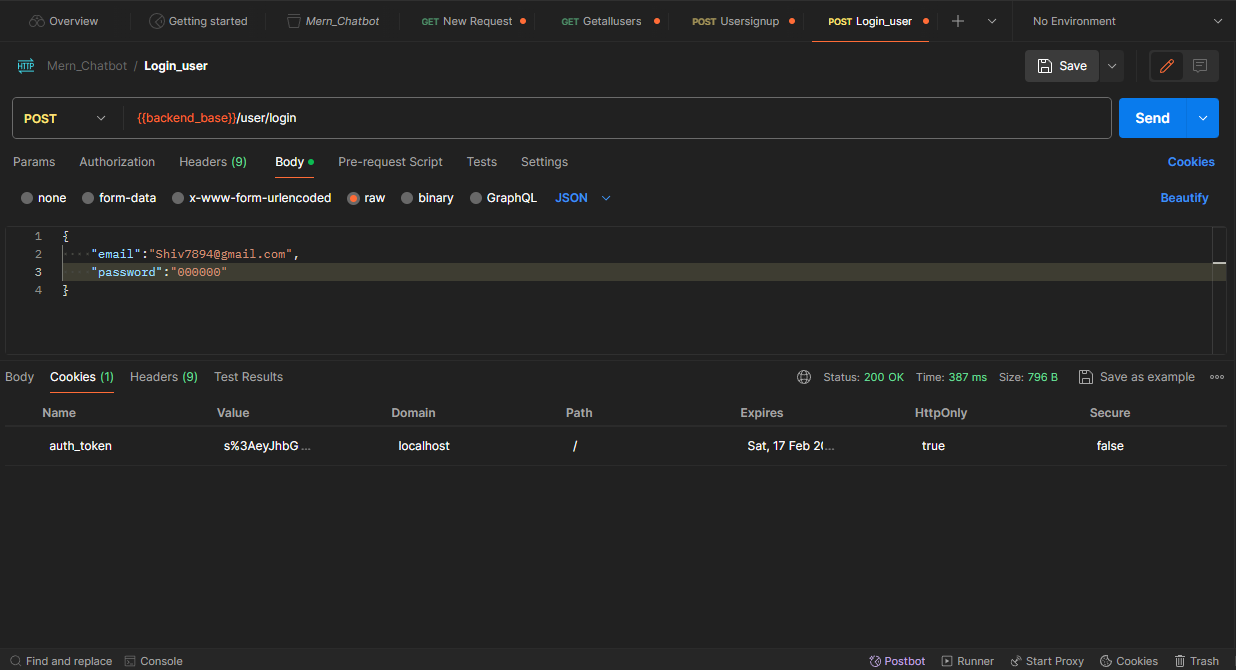 Overview Getting started Mern_Chatbot GET New Request GET Getallusers POST Usersignup POST Login_user No Environment
HTTP Mern_Chatbot / Login_user Save
POST {{backend_base}}/user/login Send
Params Authorization Headers (9) Body Pre-request Script Tests Settings Cookies
none form-data x-www-form-urlencoded raw binary GraphQL JSON Beautify
1 {
2 "email":"Shiv7894@gmail.com",
3 "password":"000000"
4 }
Body Cookies (1) Headers (9) Test Results Status: 200 OK Time: 387 ms Size: 796 B Save as example
Name Value Domain Path Expires HttpOnly Secure
auth_token s%3AeyJhbG... localhost / Sat, 17 Feb 20... true false
Find and replace Console Postbot Runner Start Proxy Cookies Trash